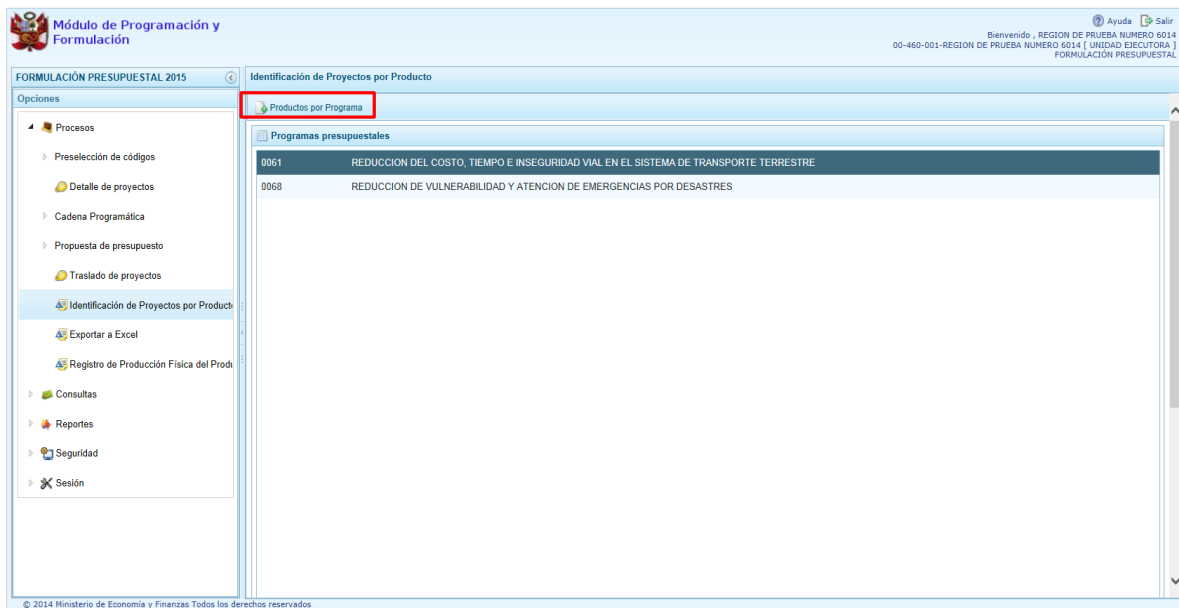 Módulo de Programación y
Formulación
Ayuda Salir
Bienvenido , REGION DE PRUEBA NUMERO 6014
00-460-001-REGION DE PRUEBA NUMERO 6014 [ UNIDAD EJECUTORA ]
FORMULACIÓN PRESUPUESTAL
FORMULACIÓN PRESUPUESTAL 2015
Opciones
Procesos
Preselección de códigos
Detalle de proyectos
Cadena Programática
Propuesta de presupuesto
Traslado de proyectos
Identificación de Proyectos por Producto
Exportar a Excel
Registro de Producción Física del Produ
Consultas
Reportes
Seguridad
Sesión
Identificación de Proyectos por Producto
Productos por Programa
Programas presupuestales
0061 REDUCCION DEL COSTO, TIEMPO E INSEGURIDAD VIAL EN EL SISTEMA DE TRANSPORTE TERRESTRE
0068 REDUCCION DE VULNERABILIDAD Y ATENCION DE EMERGENCIAS POR DESASTRES
© 2014 Ministerio de Economía y Finanzas Todos los derechos reservados